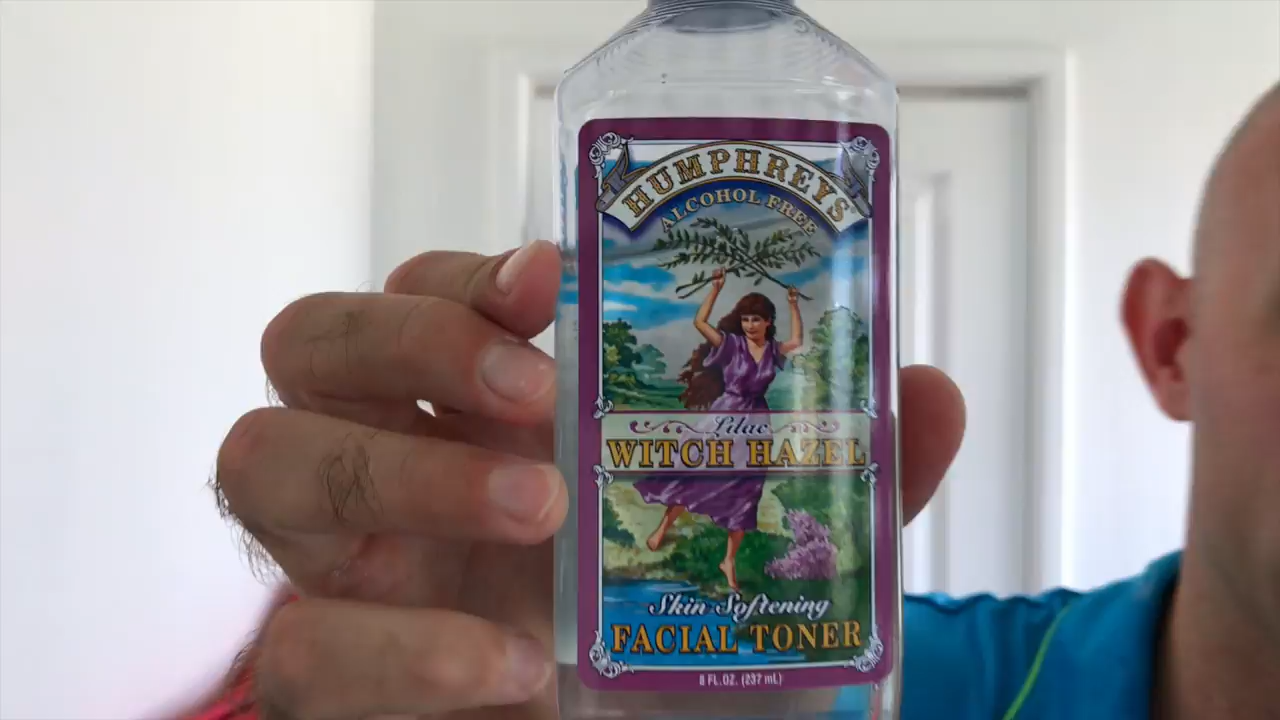 HUMPHREYS
ALCOHOL FREE
Lilac
WITCH HAZEL
Skin Softening
FACIAL TONER
8 FL.OZ. (237 mL)